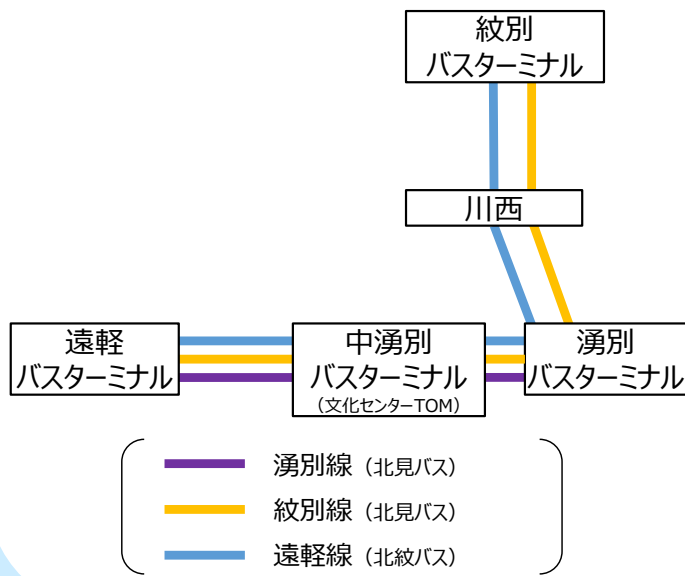 紋別
バスターミナル
川西
遠軽
バスターミナル
中湧別
バスターミナル
（文化センターTOM）
湧別
バスターミナル
湧別線（北見バス）
紋別線（北見バス）
遠軽線（北紋バス）